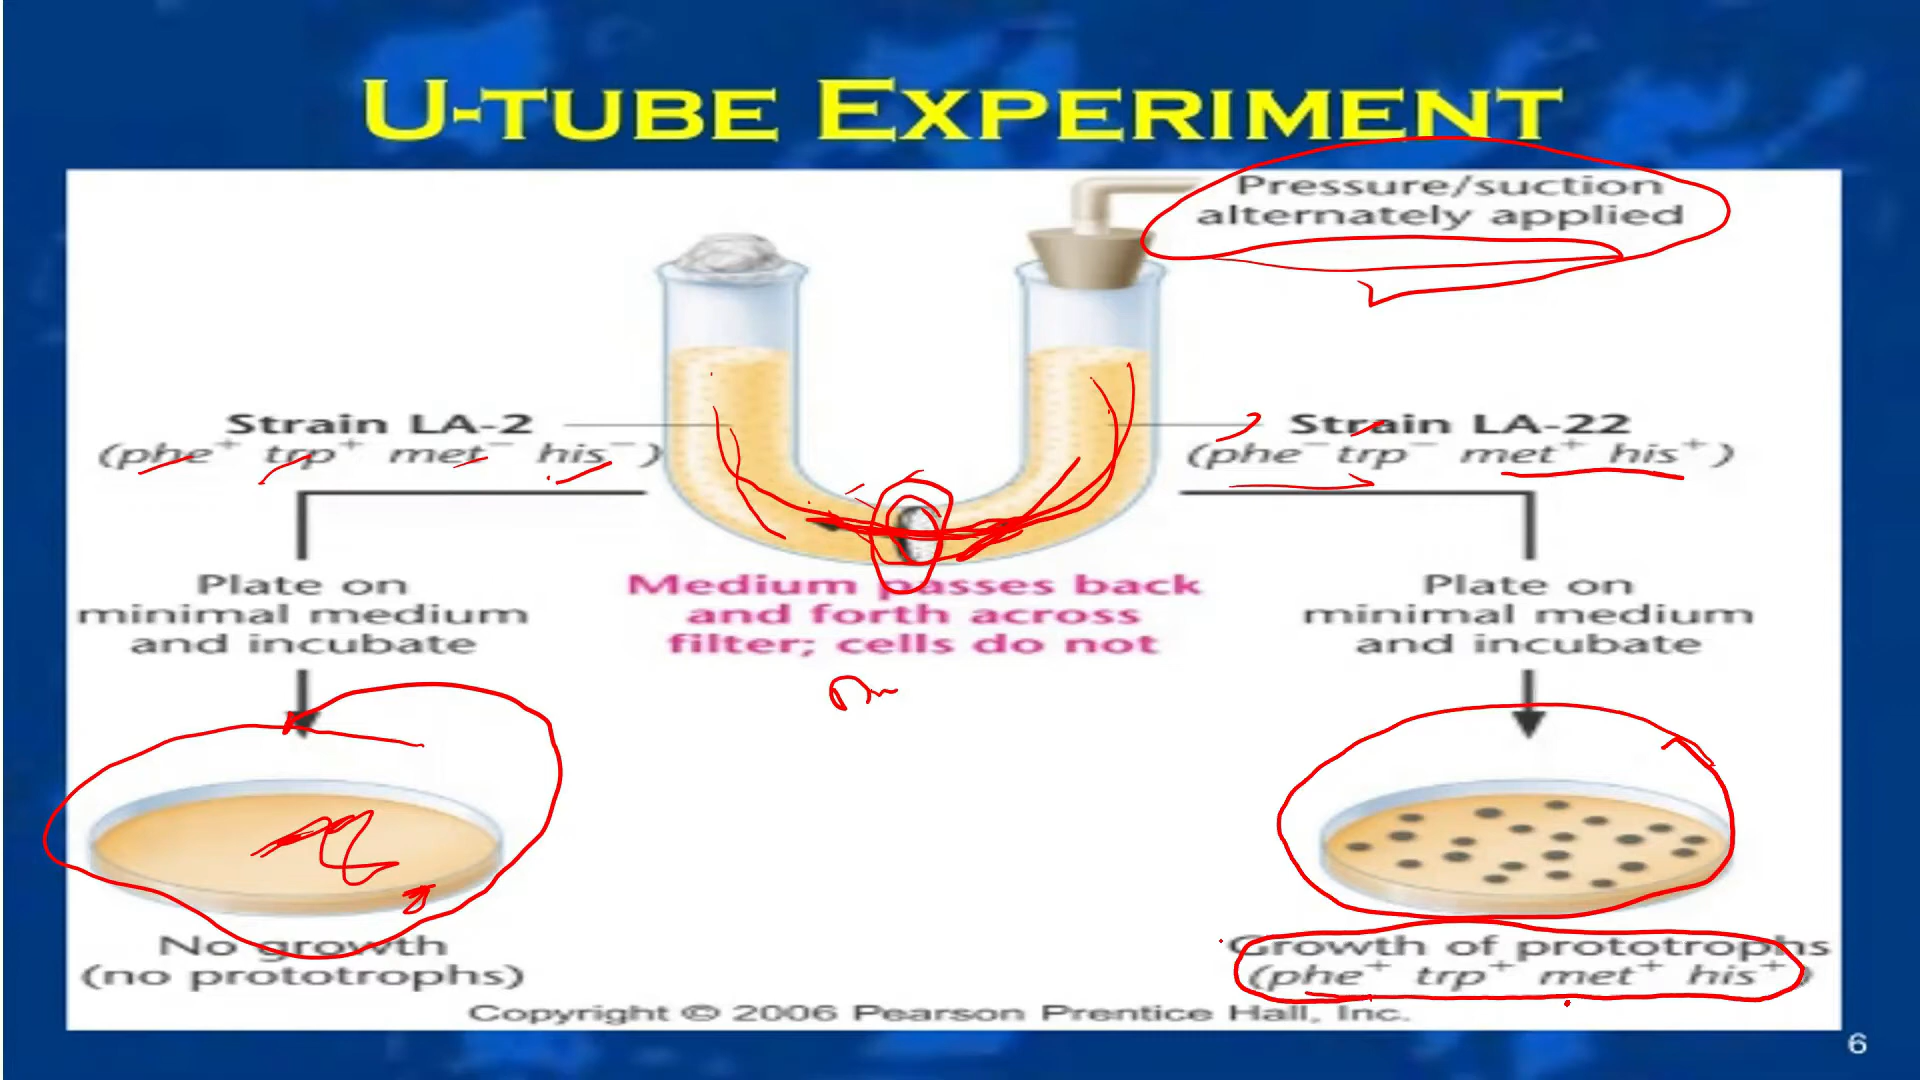 U-TUBE EXPERIMENT
Pressure/suction
alternately applied
Strain LA-2
(phe⁺ trp⁺ met⁻ his⁻)
Strain LA-22
(phe⁻ trp⁻ met⁺ his⁺)
Plate on
minimal medium
and incubate
Medium passes back
and forth across
filter; cells do not
Plate on
minimal medium
and incubate
No growth
(no prototrophs)
Growth of prototrophs
(phe⁺ trp⁺ met⁺ his⁺)
Copyright © 2006 Pearson Prentice Hall, Inc.
6